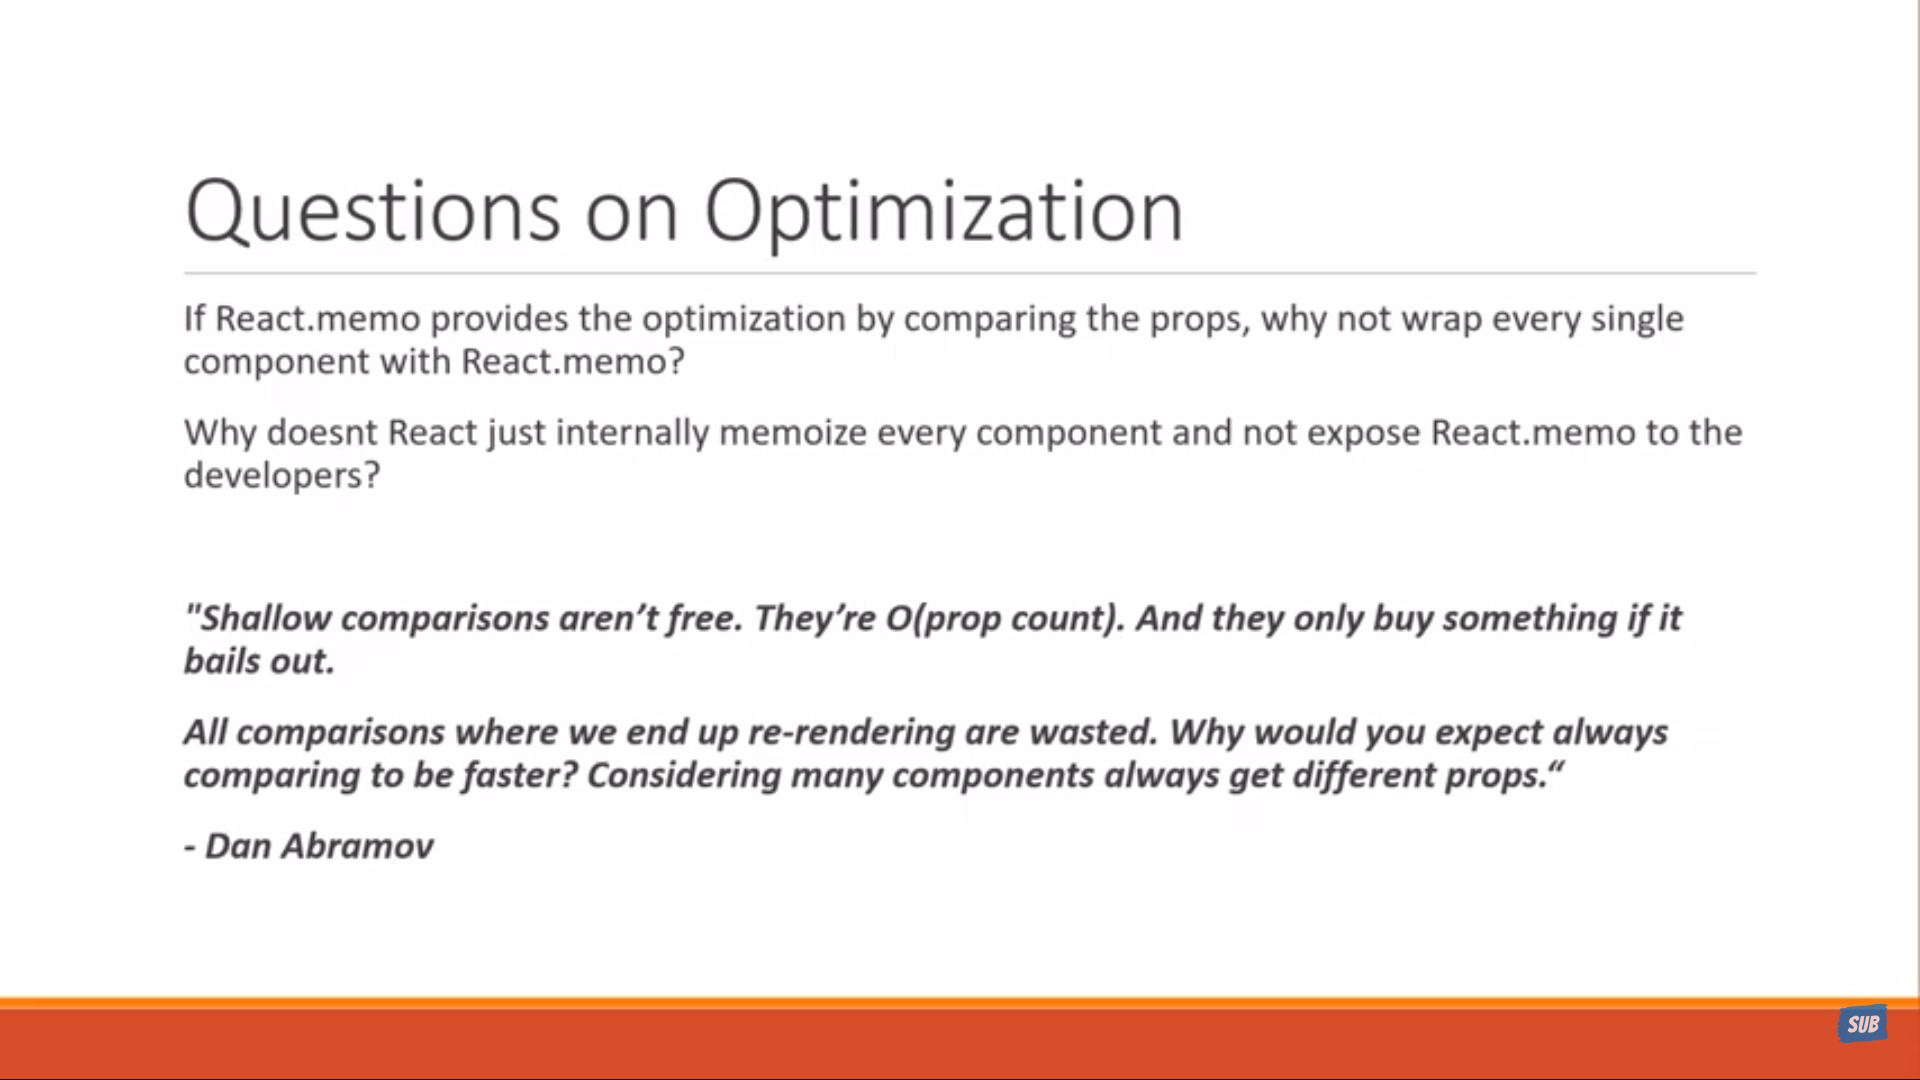 Questions on Optimization
If React.memo provides the optimization by comparing the props, why not wrap every single
component with React.memo?
Why doesnt React just internally memoize every component and not expose React.memo to the
developers?
"Shallow comparisons aren’t free. They’re O(prop count). And they only buy something if it
bails out.
All comparisons where we end up re-rendering are wasted. Why would you expect always
comparing to be faster? Considering many components always get different props.“
- Dan Abramov
SUB